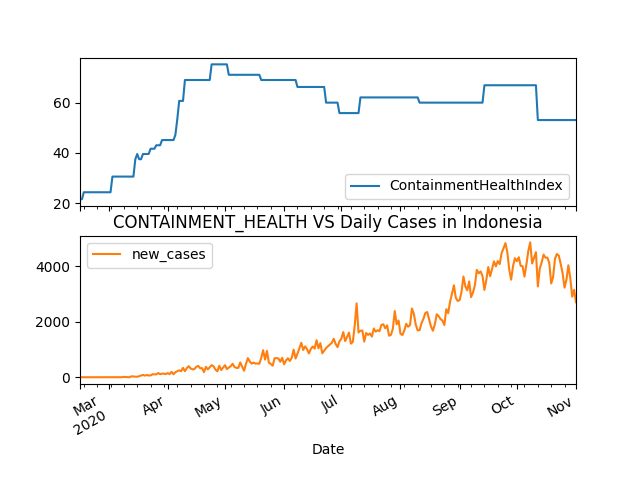 60
40
20
ContainmentHealthIndex
CONTAINMENT_HEALTH VS Daily Cases in Indonesia
new_cases
4000
2000
0
Mar
2020
Apr
May
Jun
Jul
Aug
Sep
Oct
Nov
Date